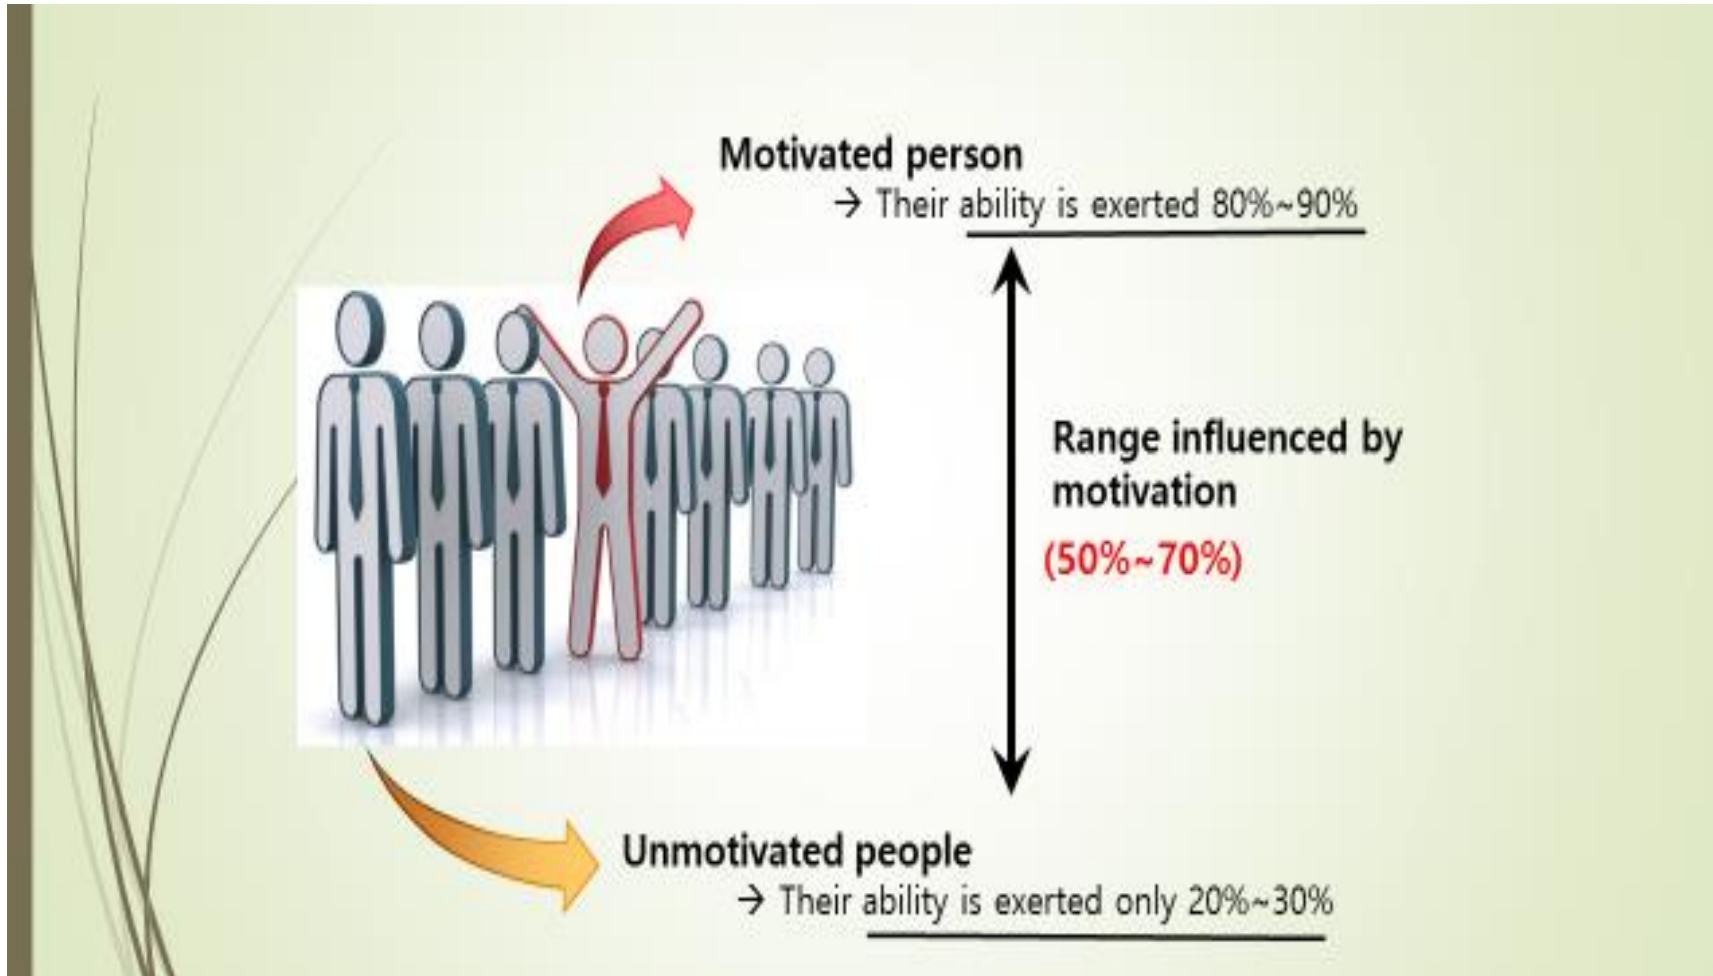 Motivated person
→ Their ability is exerted 80%~90%
Range influenced by
motivation
(50%~70%)
Unmotivated people
→ Their ability is exerted only 20%~30%